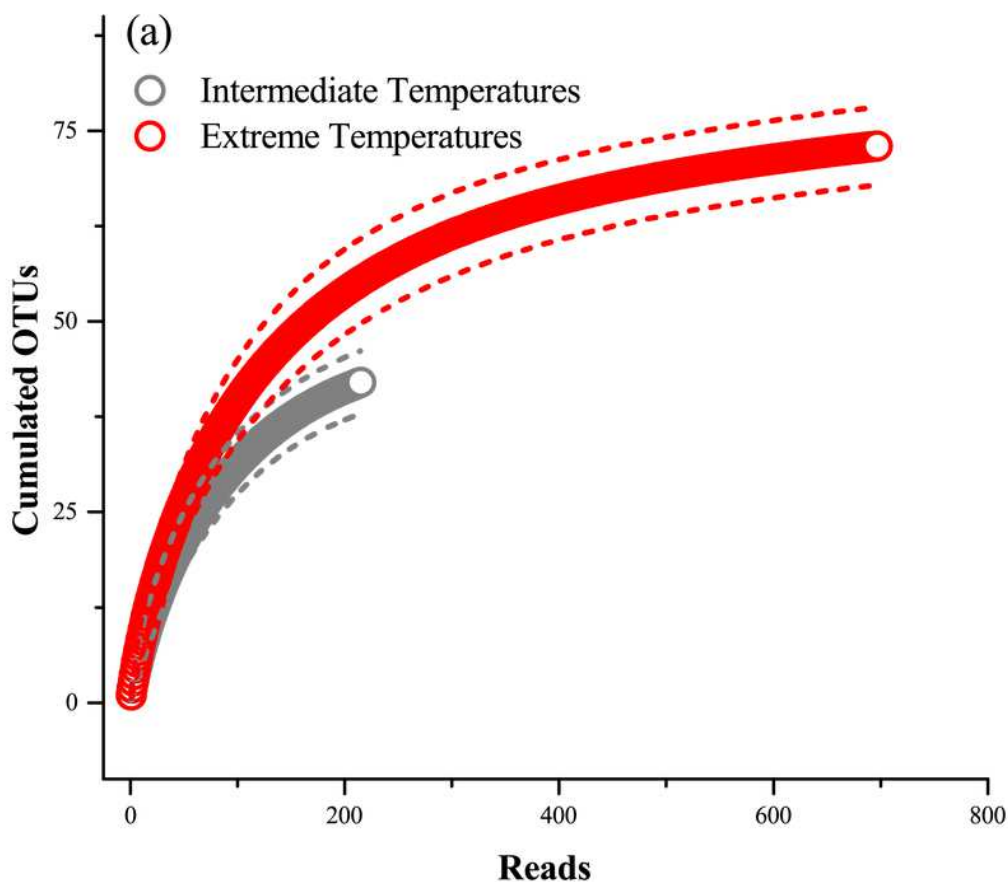 (a)
Intermediate Temperatures
Extreme Temperatures
75
50
25
0
Cumulated OTUs
0 200 400 600 800
Reads